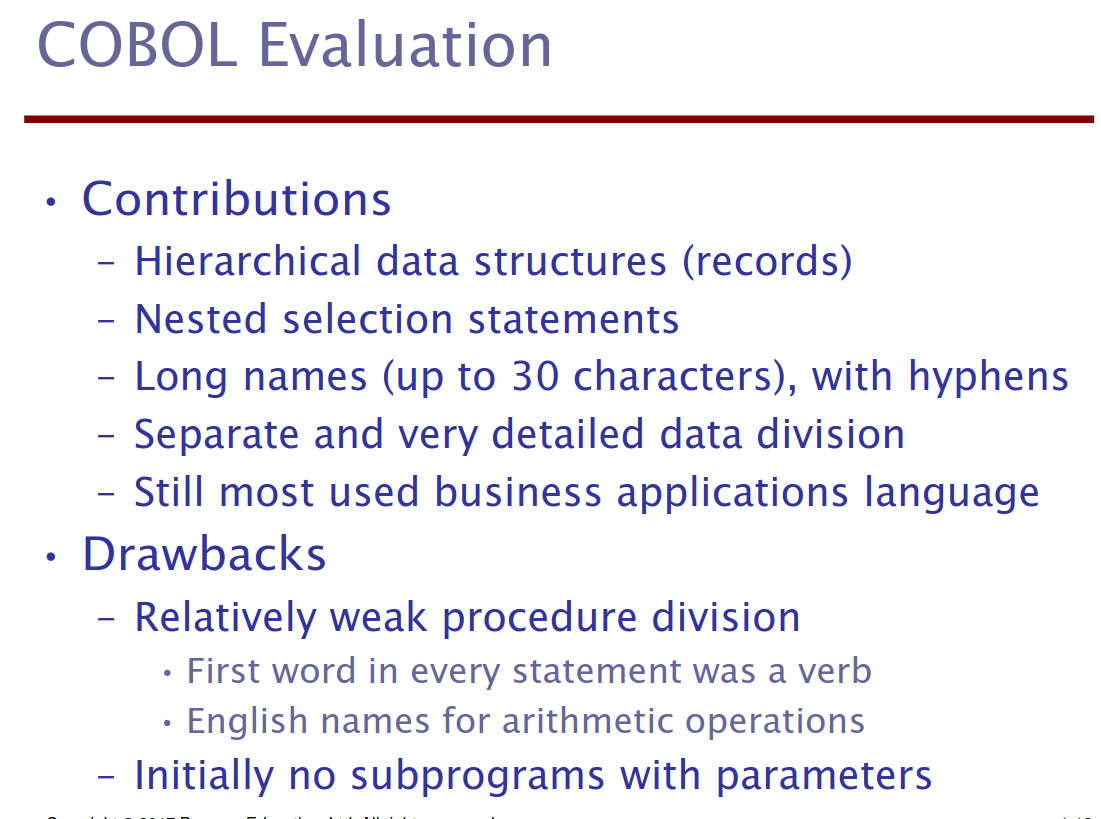 COBOL Evaluation
• Contributions
– Hierarchical data structures (records)
– Nested selection statements
– Long names (up to 30 characters), with hyphens
– Separate and very detailed data division
– Still most used business applications language
• Drawbacks
– Relatively weak procedure division
• First word in every statement was a verb
• English names for arithmetic operations
– Initially no subprograms with parameters